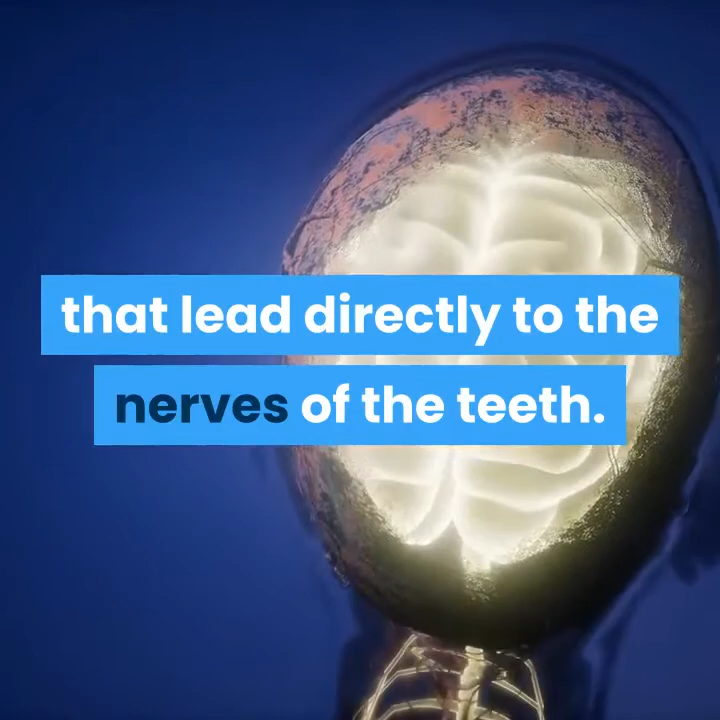 that lead directly to the
nerves of the teeth.